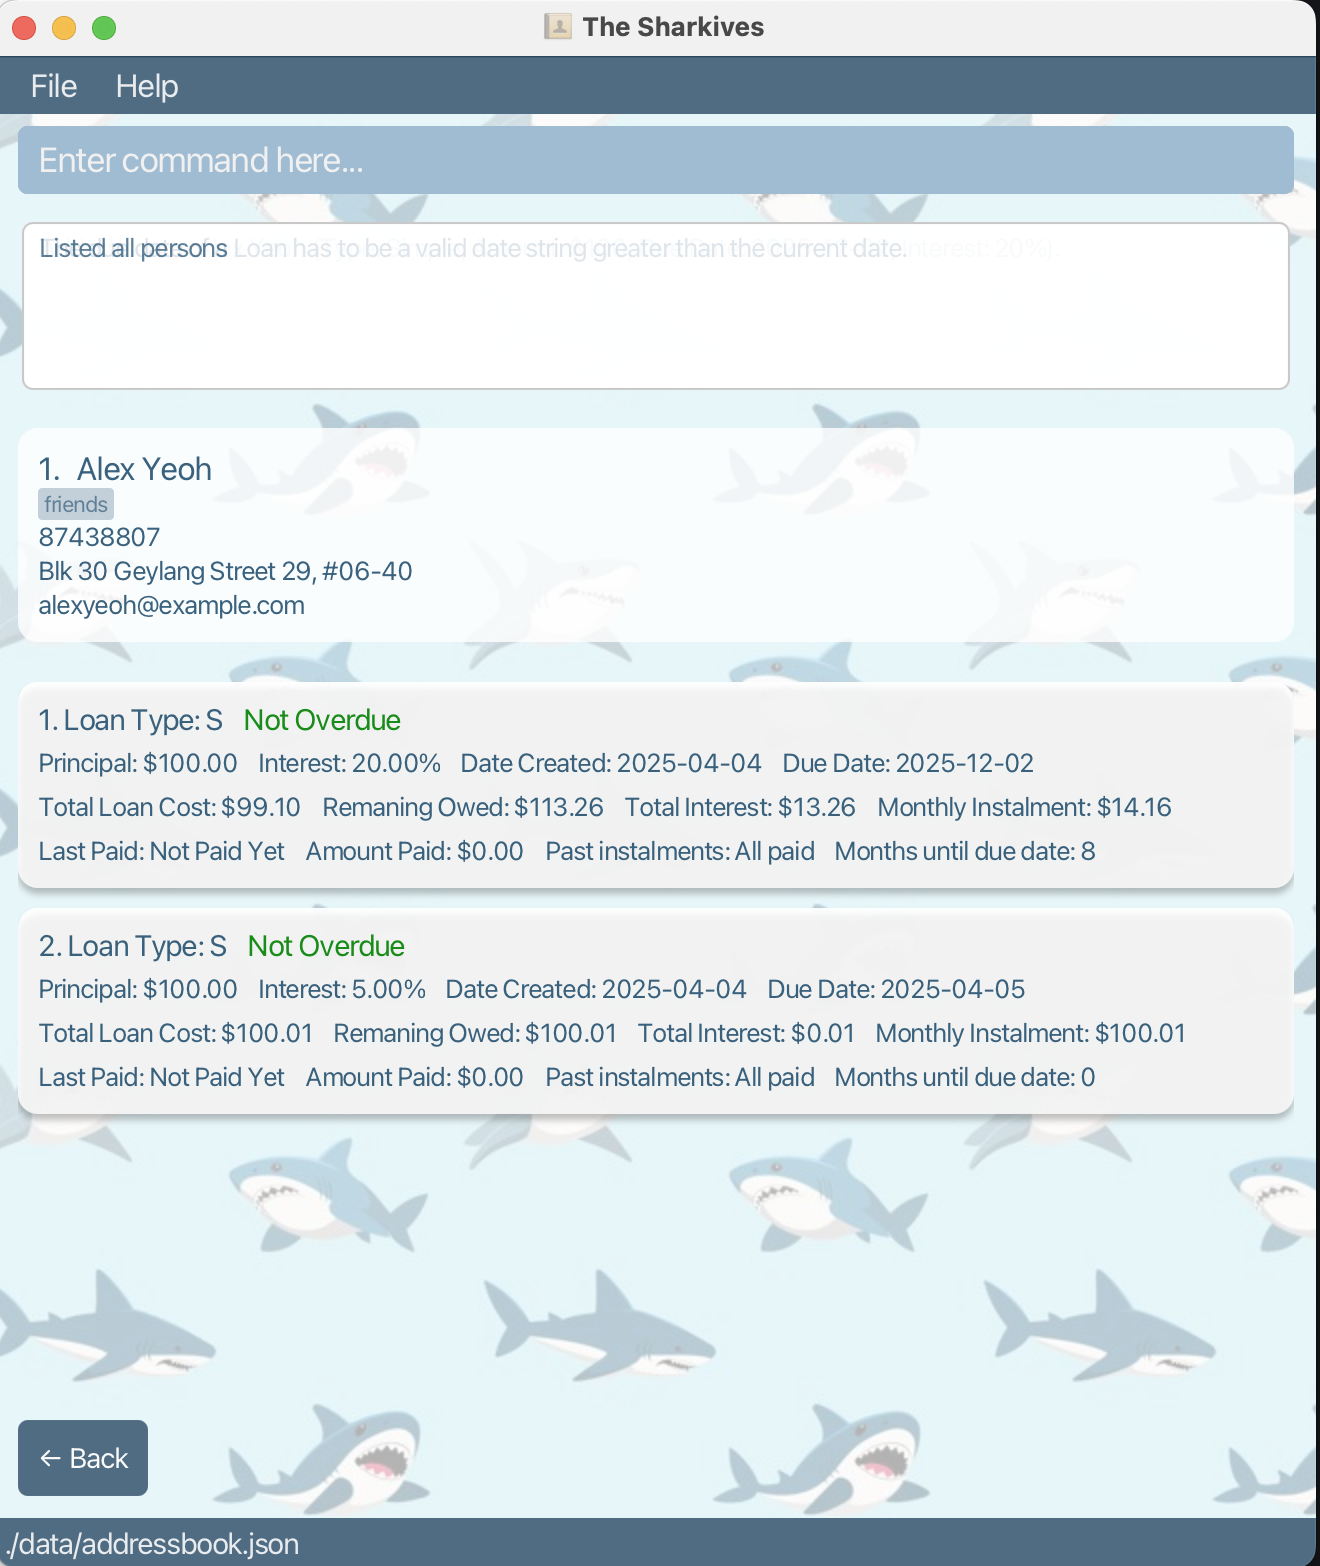 The Sharkives
File Help
Enter command here...
Listed all persons Loan has to be a valid date string greater than the current date. interest: 20%).
1. Alex Yeoh
friends
87438807
Blk 30 Geylang Street 29, #06-40
alexyeoh@example.com
1. Loan Type: S Not Overdue
Principal: $100.00 Interest: 20.00% Date Created: 2025-04-04 Due Date: 2025-12-02
Total Loan Cost: $99.10 Remaning Owed: $113.26 Total Interest: $13.26 Monthly Instalment: $14.16
Last Paid: Not Paid Yet Amount Paid: $0.00 Past instalments: All paid Months until due date: 8
2. Loan Type: S Not Overdue
Principal: $100.00 Interest: 5.00% Date Created: 2025-04-04 Due Date: 2025-04-05
Total Loan Cost: $100.01 Remaning Owed: $100.01 Total Interest: $0.01 Monthly Instalment: $100.01
Last Paid: Not Paid Yet Amount Paid: $0.00 Past instalments: All paid Months until due date: 0
← Back
./data/addressbook.json